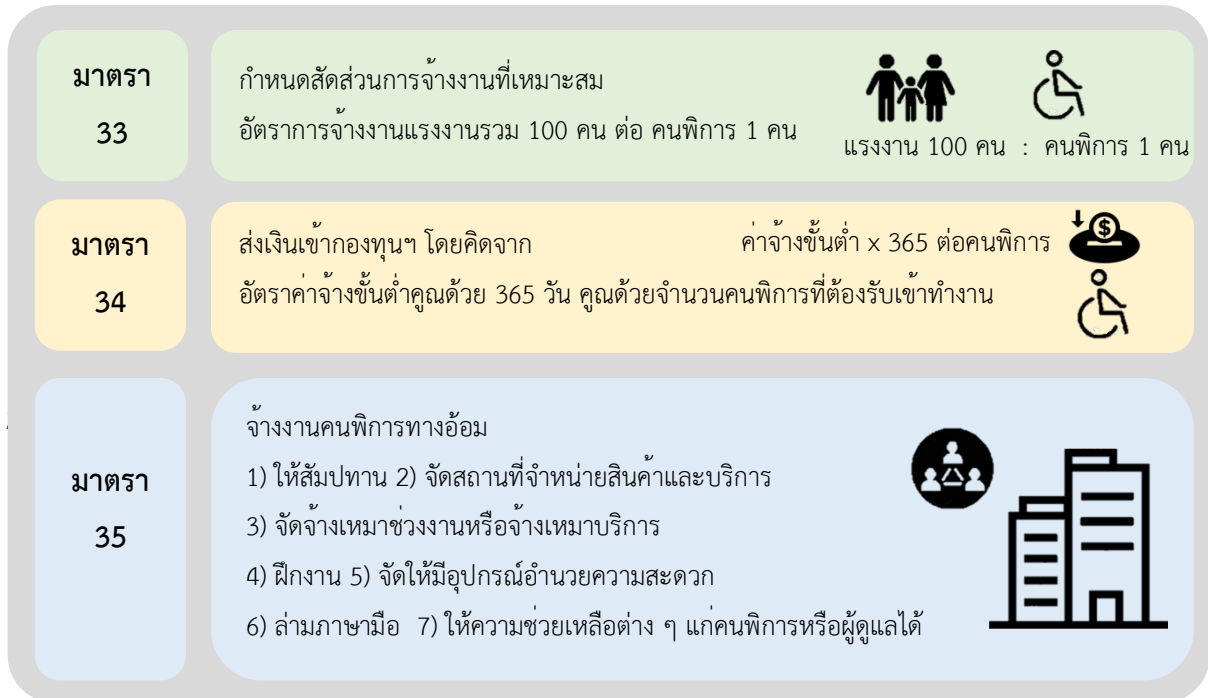 มาตรา
33
กำหนดสัดส่วนการจ้างงานที่เหมาะสม
อัตราการจ้างงานแรงงานรวม 100 คน ต่อ คนพิการ 1 คน
แรงงาน 100 คน : คนพิการ 1 คน
มาตรา
34
ส่งเงินเข้ากองทุนฯ โดยคิดจาก
ค่าจ้างขั้นต่ำ x 365 ต่อคนพิการ
อัตราค่าจ้างขั้นต่ำคูณด้วย 365 วัน คูณด้วยจำนวนคนพิการที่ต้องรับเข้าทำงาน
มาตรา
35
จ้างงานคนพิการทางอ้อม
1) ให้สัมปทาน 2) จัดสถานที่จำหน่ายสินค้าและบริการ
3) จัดจ้างเหมาช่วงงานหรือจ้างเหมาบริการ
4) ฝึกงาน 5) จัดให้มีอุปกรณ์อำนวยความสะดวก
6) ล่ามภาษามือ 7) ให้ความช่วยเหลือต่าง ๆ แก่คนพิการหรือผู้ดูแลได้